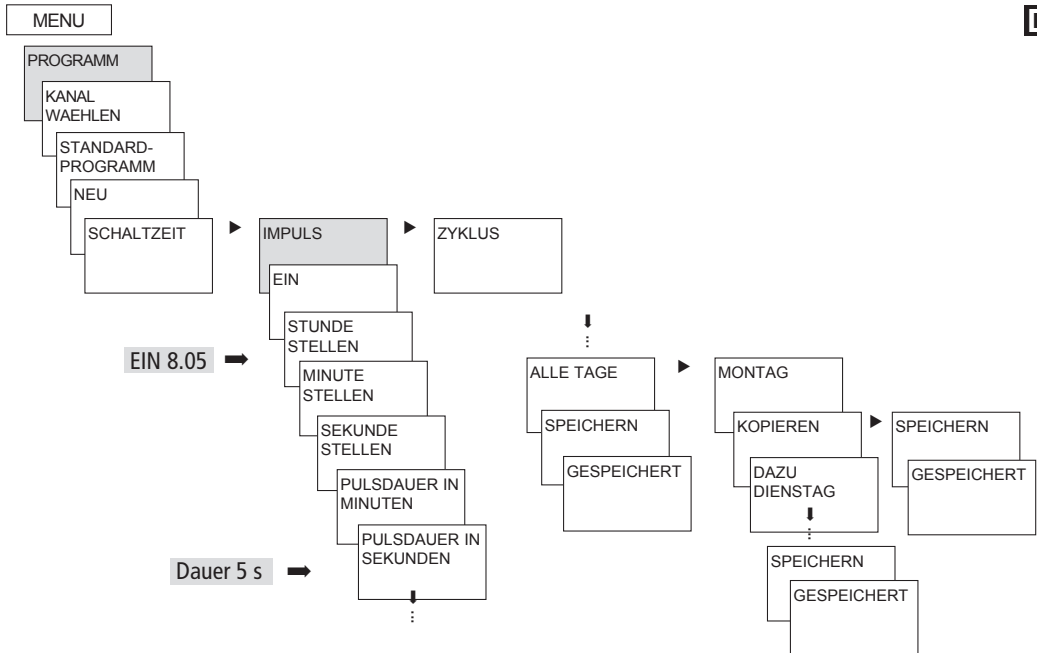 MENU
PROGRAMM
KANAL
WAEHLEN
STANDARD-
PROGRAMM
NEU
SCHALTZEIT
IMPULS
ZYKLUS
EIN
STUNDE
STELLEN
EIN 8.05
MINUTE
STELLEN
SEKUNDE
STELLEN
PULSDAUER IN
MINUTEN
PULSDAUER IN
SEKUNDEN
Dauer 5 s
ALLE TAGE
SPEICHERN
GESPEICHERT
MONTAG
KOPIEREN
DAZU
DIENSTAG
SPEICHERN
GESPEICHERT
SPEICHERN
GESPEICHERT